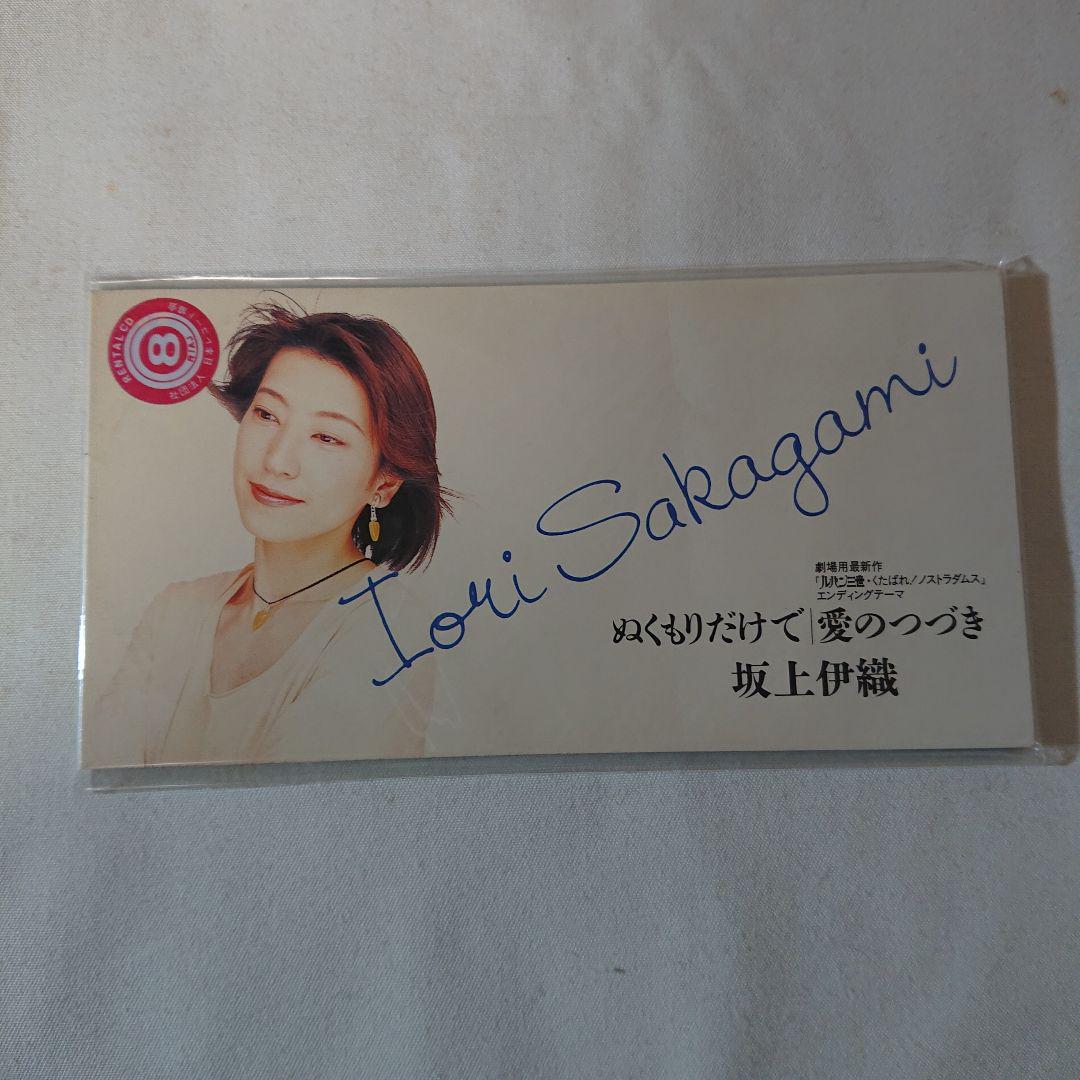 RENTAL CD
8
Iori Sakagami
劇場用最新作
「ルパン三世・くたばれ!ノストラダムス」
エンディングテーマ
ぬくもりだけで|愛のつづき
坂上伊織